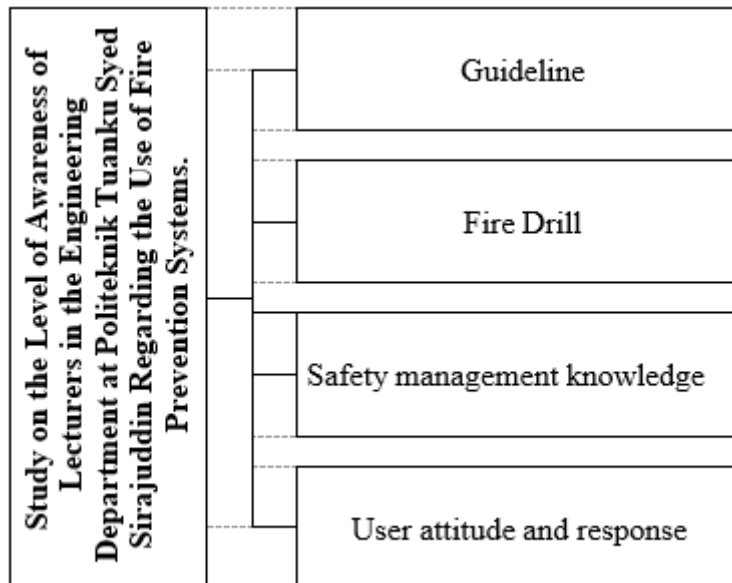 Study on the Level of Awareness of
Lecturers in the Engineering
Department at Politeknik Tuanku Syed
Sirajuddin Regarding the Use of Fire
Prevention Systems.
Guideline
Fire Drill
Safety management knowledge
User attitude and response